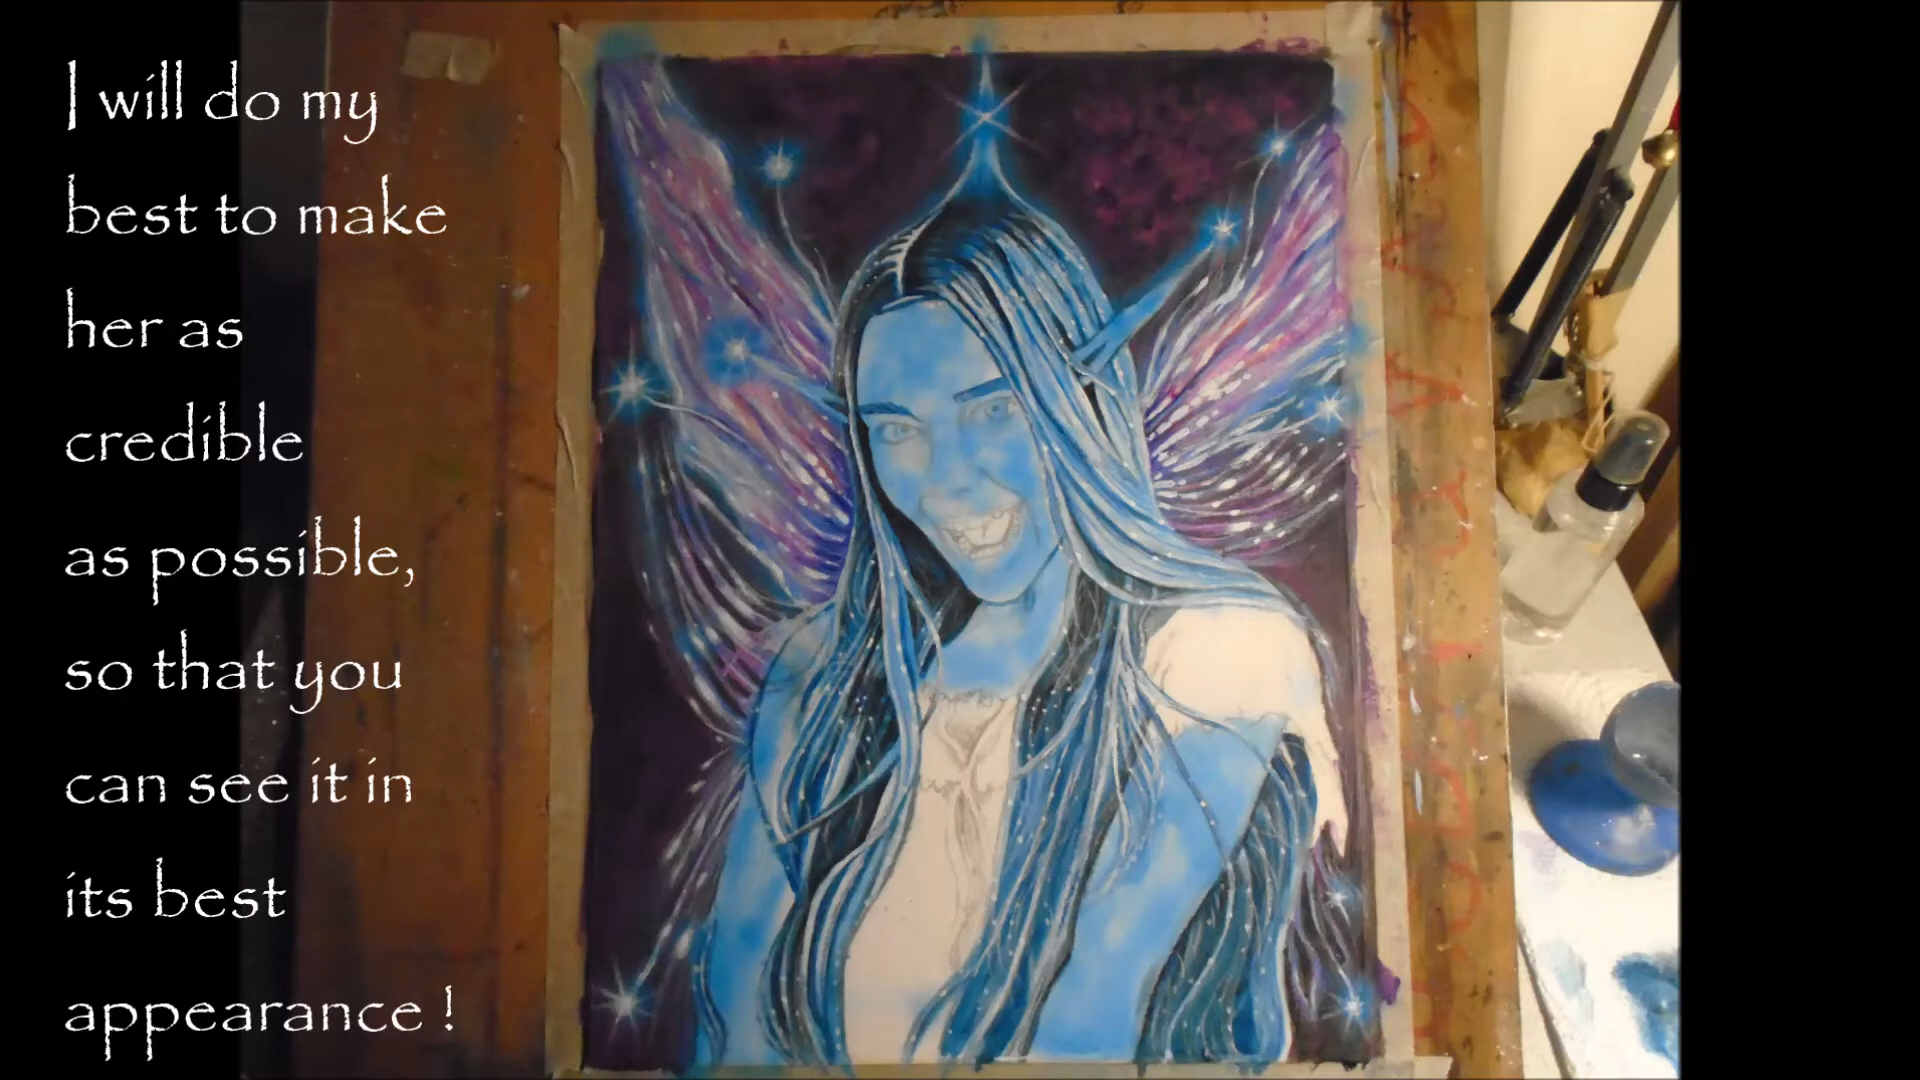 I will do my
best to make
her as
credible
as possible,
so that you
can see it in
its best
appearance !